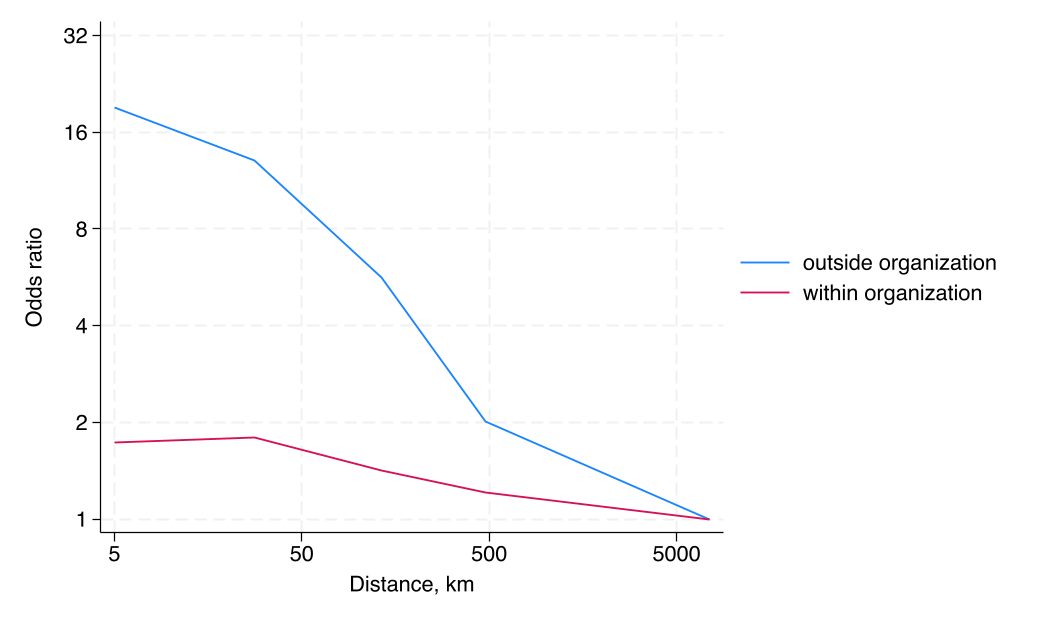 32
16
8
4
2
1
Odds ratio
5 50 500 5000
Distance, km
outside organization
within organization